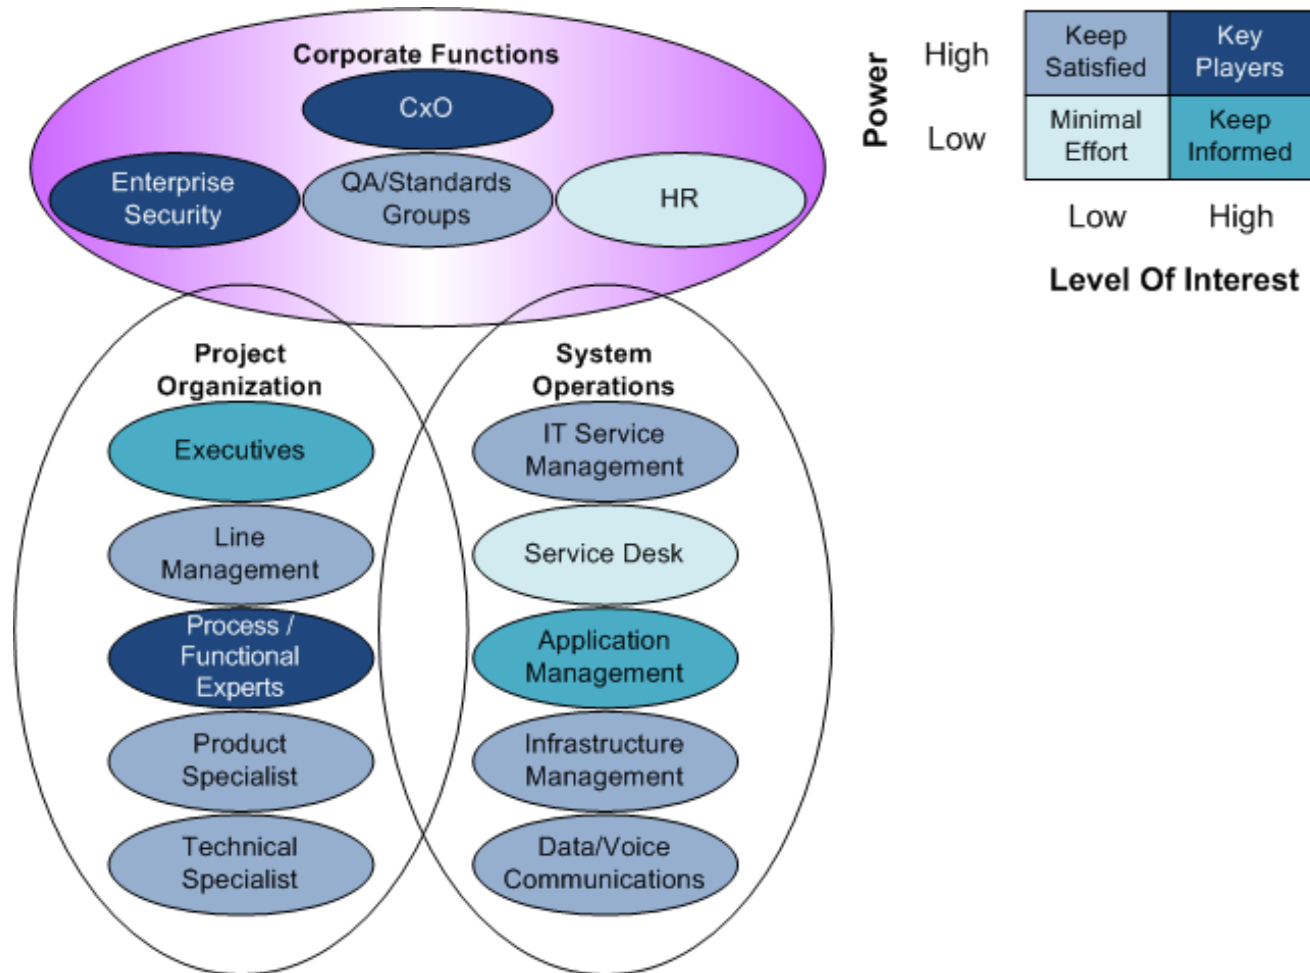 Corporate Functions
CxO
Enterprise
Security
QA/Standards
Groups
HR
Project
Organization
Executives
Line
Management
Process /
Functional
Experts
Product
Specialist
Technical
Specialist
System
Operations
IT Service
Management
Service Desk
Application
Management
Infrastructure
Management
Data/Voice
Communications
Power
High
Low
Keep
Satisfied
Key
Players
Minimal
Effort
Keep
Informed
Low
High
Level Of Interest